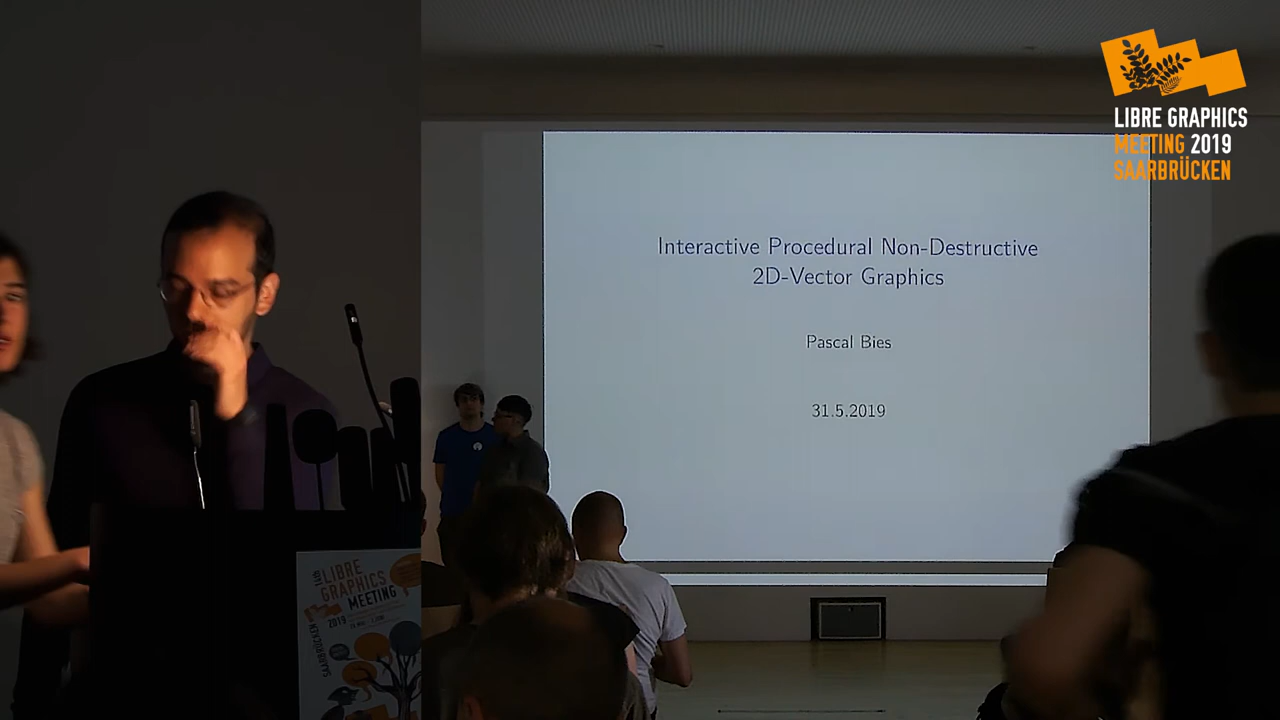 LIBRE GRAPHICS
MEETING 2019
SAARBRÜCKEN
Interactive Procedural Non-Destructive
2D-Vector Graphics
Pascal Bies
31.5.2019
LIBRE
GRAPHICS
MEETING
2019
SAARBRÜCKEN